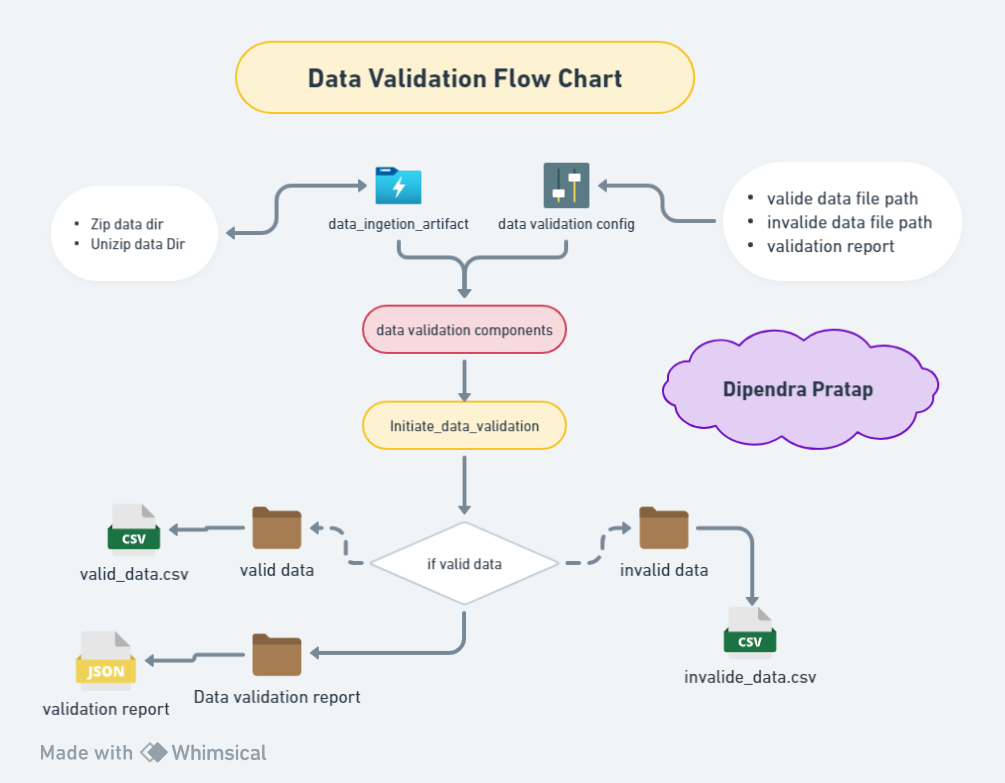 Data Validation Flow Chart
• Zip data dir
• Unizip data Dir
data_ingetion_artifact
data validation config
• valide data file path
• invalide data file path
• validation report
data validation components
Dipendra Pratap
Initiate_data_validation
CSV
valid_data.csv
valid data
if valid data
invalid data
CSV
invalide_data.csv
JSON
validation report
Data validation report
Made with Whimsical